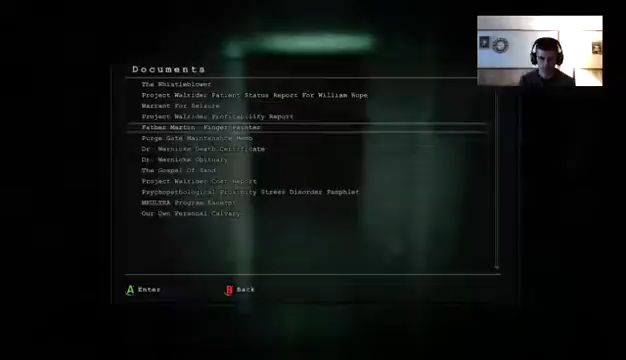 Documents
The Whistleblower
Project Walrider Patient Status Report For William Hope
Warrant For Seizure
Project Walrider Profitability Report
Father Martin Finger Painter
Purge Gate Maintenance Memo
Dr. Wernicke Death Certificate
Dr. Wernicke Obituary
The Gospel Of Sand
Project Walrider Cost Report
Psychopathological Proximity Stress Disorder Pamphlet
MKULTRA Program Excerpt
Our Own Personal Calvary
A Enter
B Back